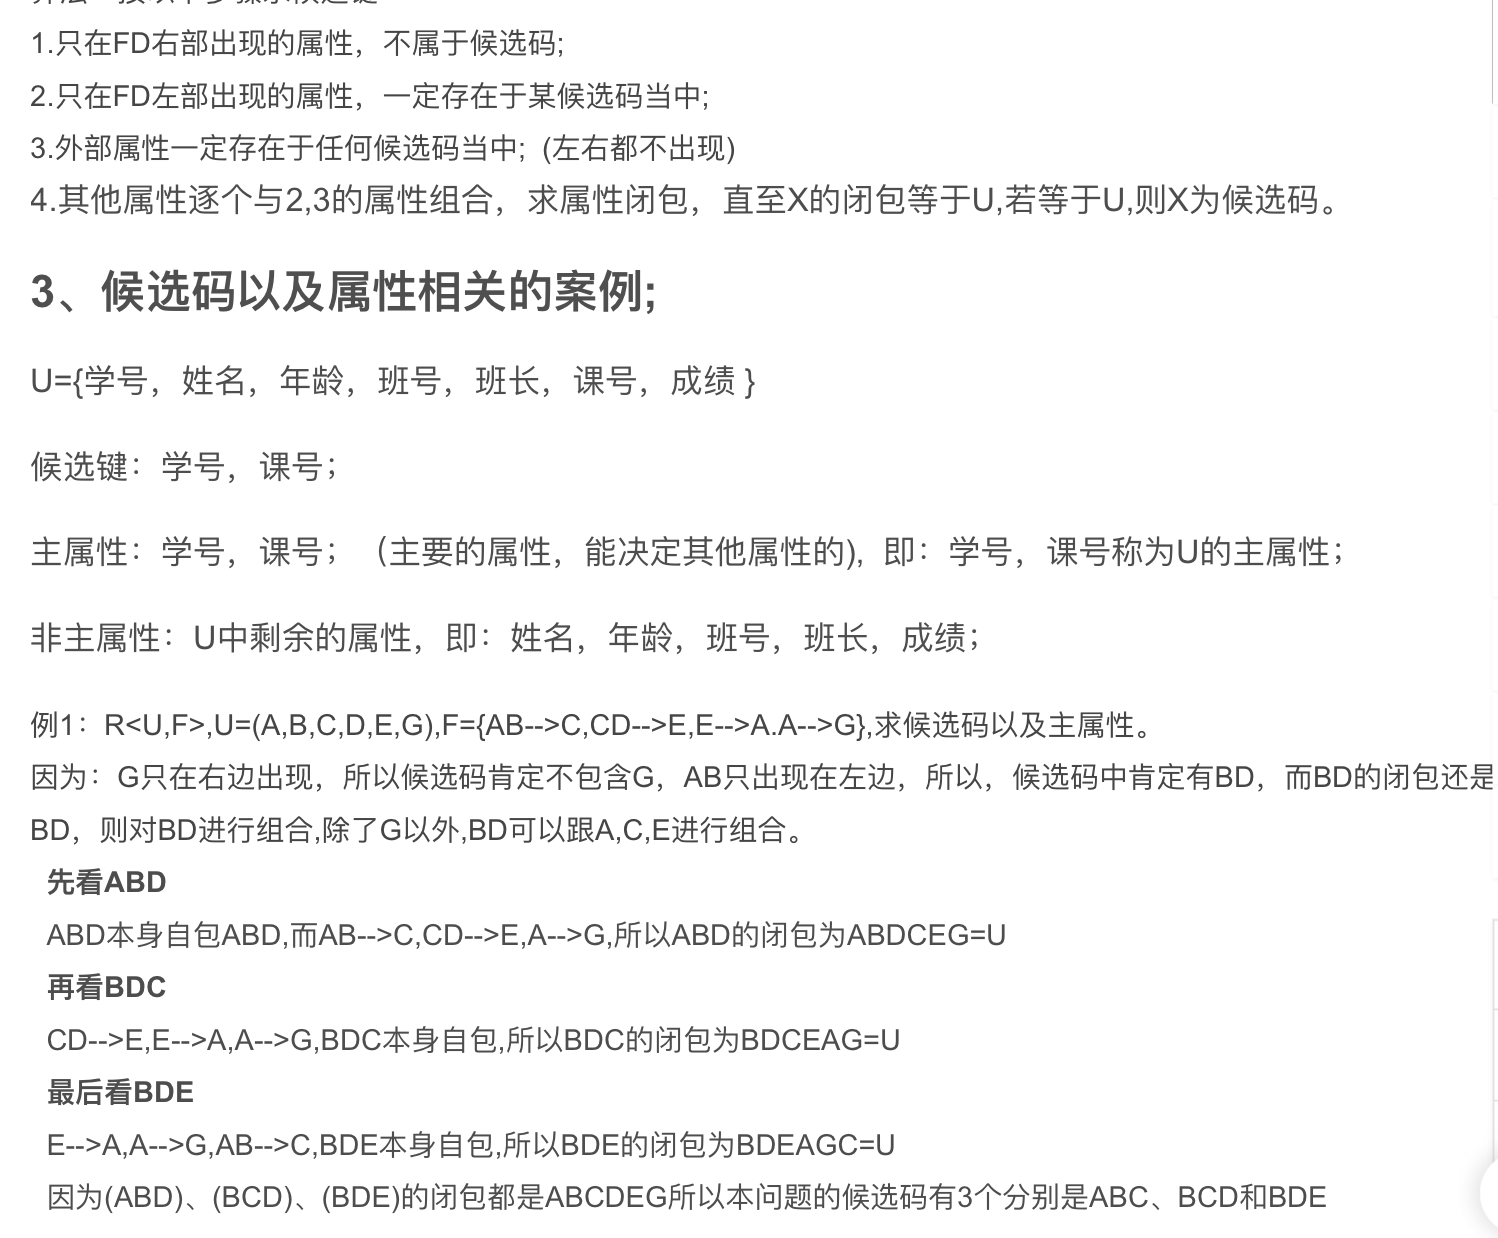 1.只在FD右部出现的属性，不属于候选码;
2.只在FD左部出现的属性，一定存在于某候选码当中;
3.外部属性一定存在于任何候选码当中;  (左右都不出现)
4.其他属性逐个与2,3的属性组合，求属性闭包，直至X的闭包等于U,若等于U,则X为候选码。
3、候选码以及属性相关的案例;
U={学号，姓名，年龄，班号，班长，课号，成绩 }
候选键：学号，课号；
主属性：学号，课号；（主要的属性，能决定其他属性的),  即：学号，课号称为U的主属性；
非主属性：U中剩余的属性，即：姓名，年龄，班号，班长，成绩；
例1：R<U,F>,U=(A,B,C,D,E,G),F={AB-->C,CD-->E,E-->A.A-->G},求候选码以及主属性。
因为：G只在右边出现，所以候选码肯定不包含G，AB只出现在左边，所以，候选码中肯定有BD，而BD的闭包还是
BD，则对BD进行组合,除了G以外,BD可以跟A,C,E进行组合。
先看ABD
ABD本身自包ABD,而AB-->C,CD-->E,A-->G,所以ABD的闭包为ABDCEG=U
再看BDC
CD-->E,E-->A,A-->G,BDC本身自包,所以BDC的闭包为BDCEAG=U
最后看BDE
E-->A,A-->G,AB-->C,BDE本身自包,所以BDE的闭包为BDEAGC=U
因为(ABD)、(BCD)、(BDE)的闭包都是ABCDEG所以本问题的候选码有3个分别是ABC、BCD和BDE